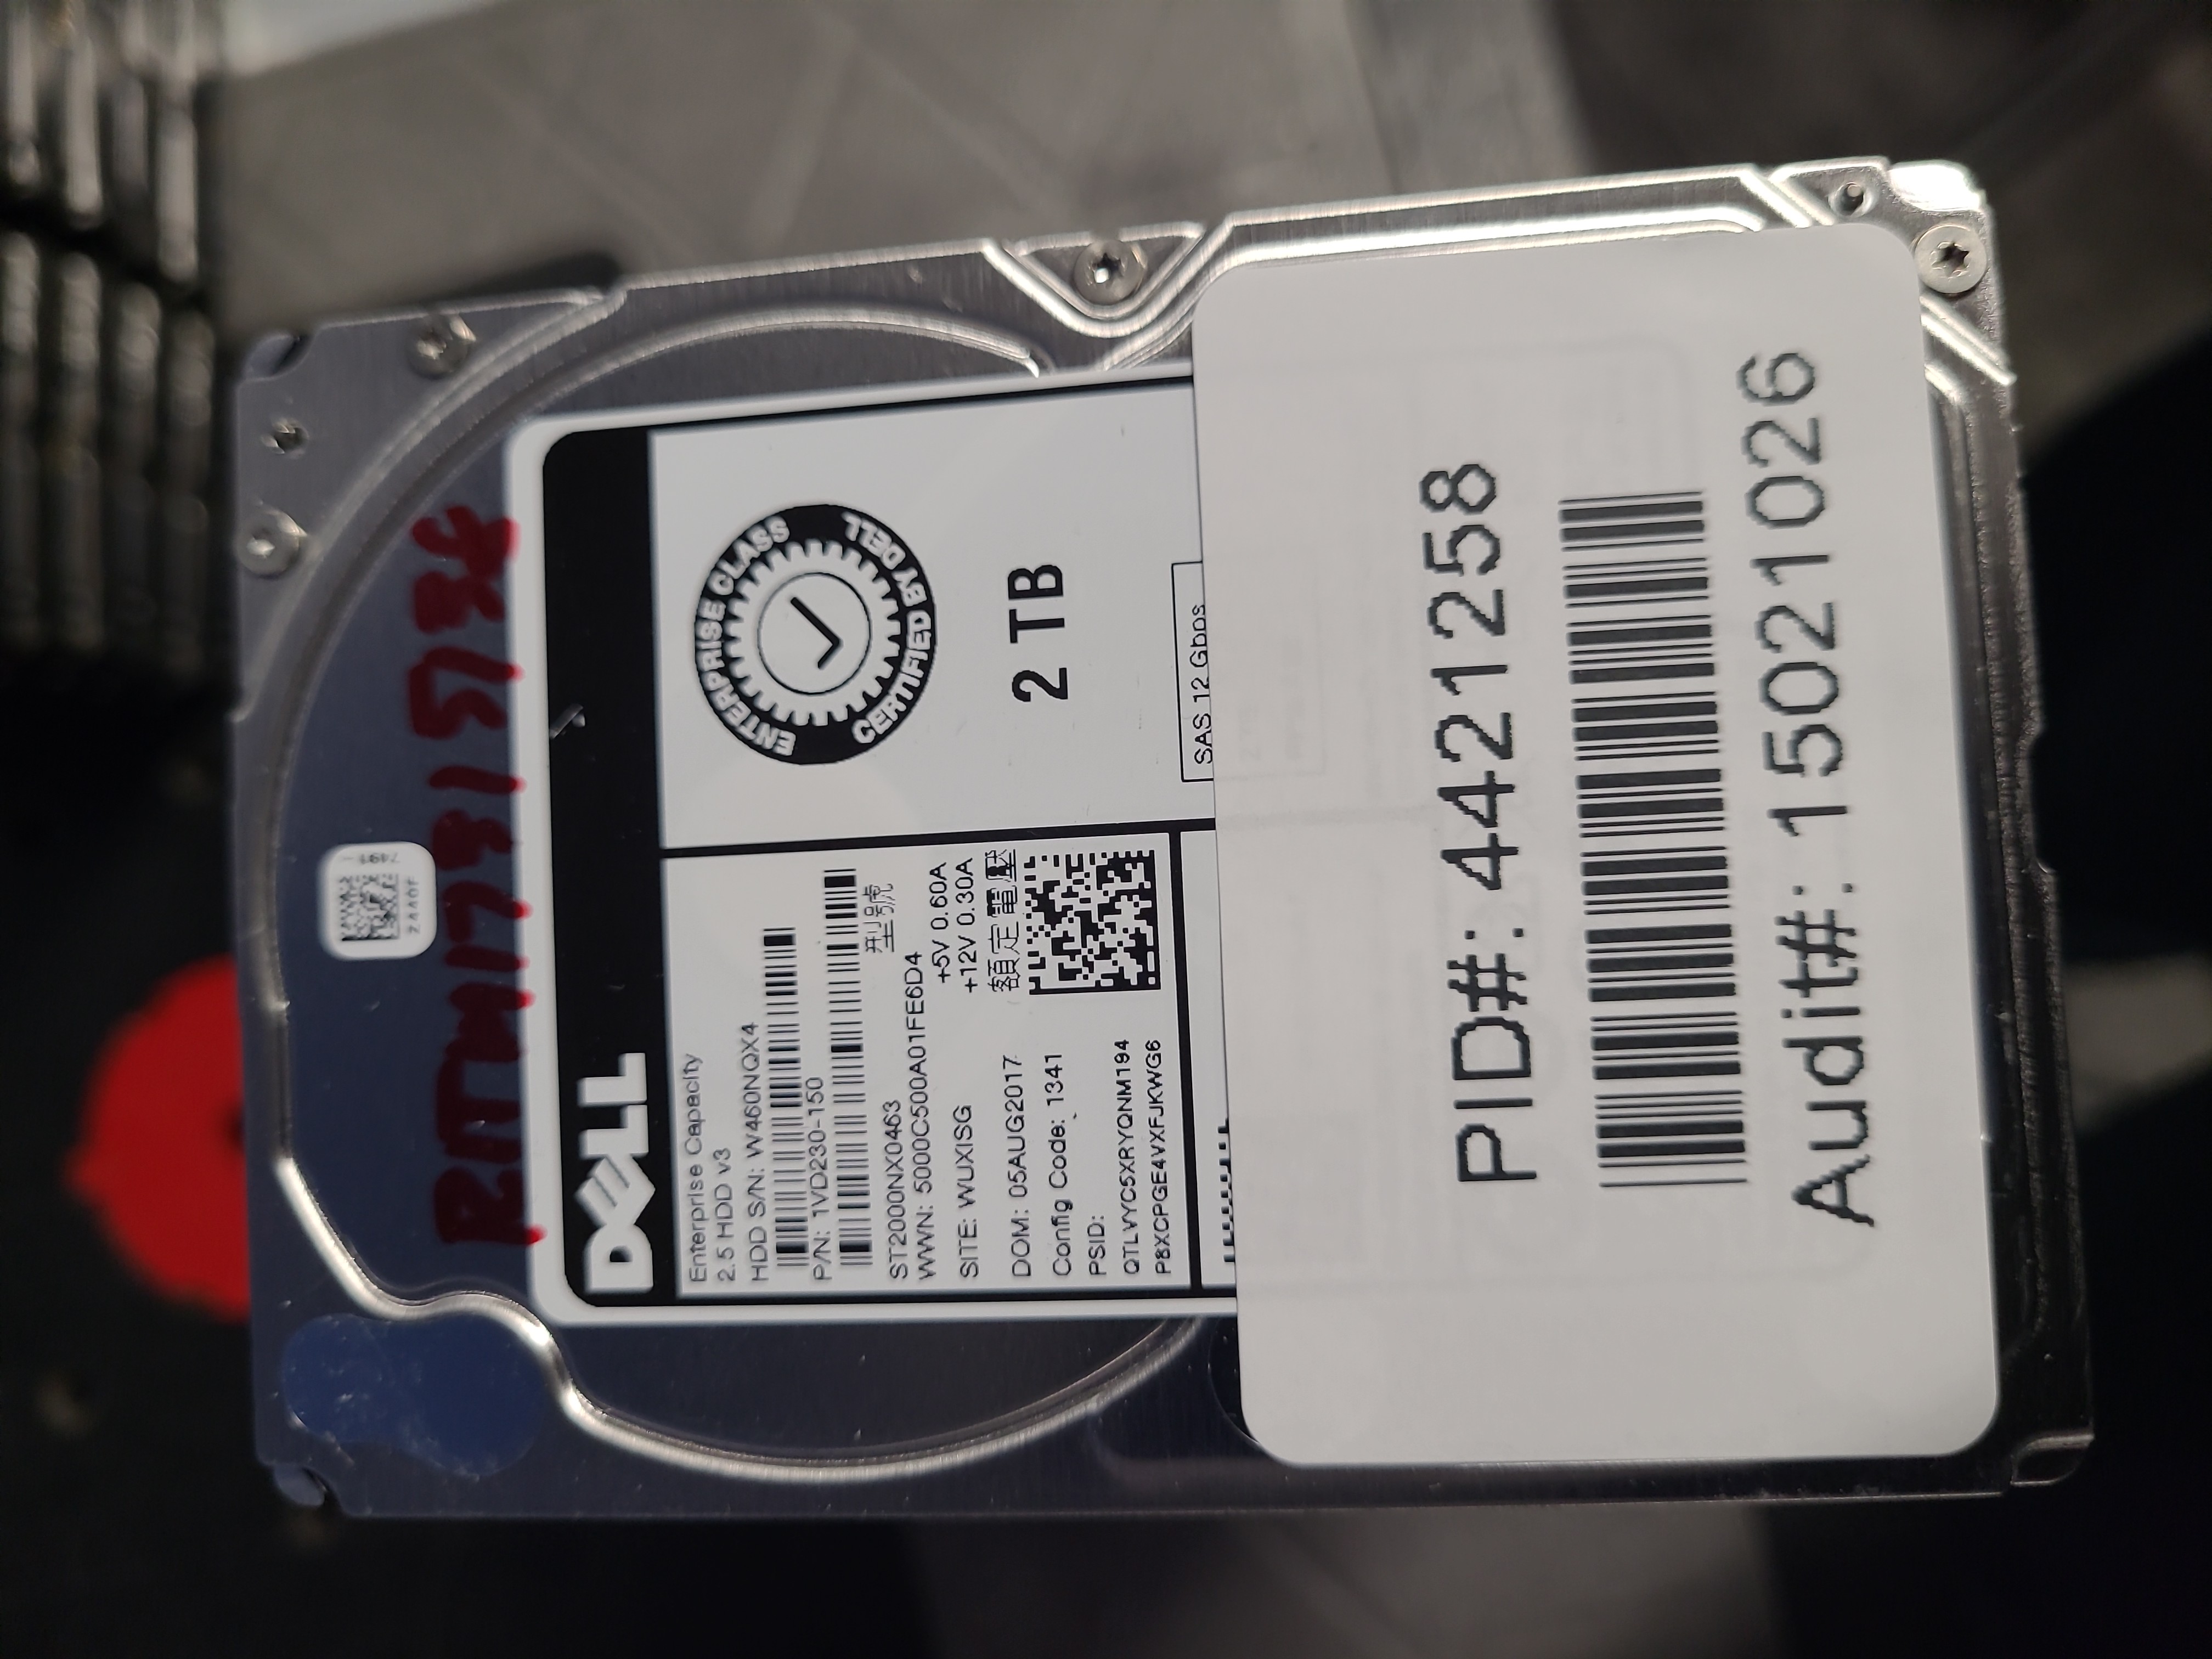 Z440F
DELL
Enterprise Capacity
2.5 HDD v3
HDD S/N: W460NQX4
P/N: 1VD230-150
型號
ST2000NX0463
WWN: 5000C500A01FE6D4
+5V 0.60A
SITE: WUXISG
+12V 0.30A
DOM: 05AUG2017
額定電壓
Config Code: 1341
PSID:
QTLVYC5XRYQNM194
P8XCPGE4VXFJKWG6
ENTERPRISE CLASS
CERTIFIED BY DELL
2 TB
SAS 12 Gbps
PID#: 4421258
Audit#: 15021026